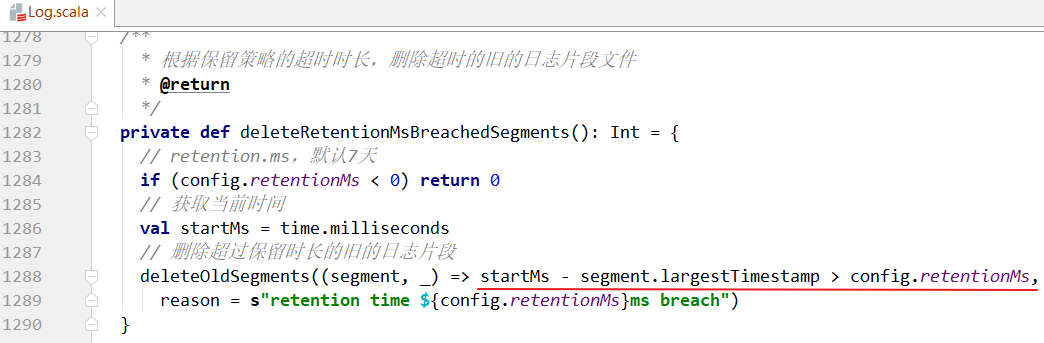 Log.scala
1278 /**
1279 * 根据保留策略的超时时长，删除超时的旧的日志片段文件
1280 * @return
1281 */
1282 private def deleteRetentionMsBreachedSegments(): Int = {
1283 // retention.ms，默认7天
1284 if (config.retentionMs < 0) return 0
1285 // 获取当前时间
1286 val startMs = time.milliseconds
1287 // 删除超过保留时长的旧的日志片段
1288 deleteOldSegments((segment, _) => startMs - segment.largestTimestamp > config.retentionMs,
1289 reason = s"retention time ${config.retentionMs}ms breach")
1290 }